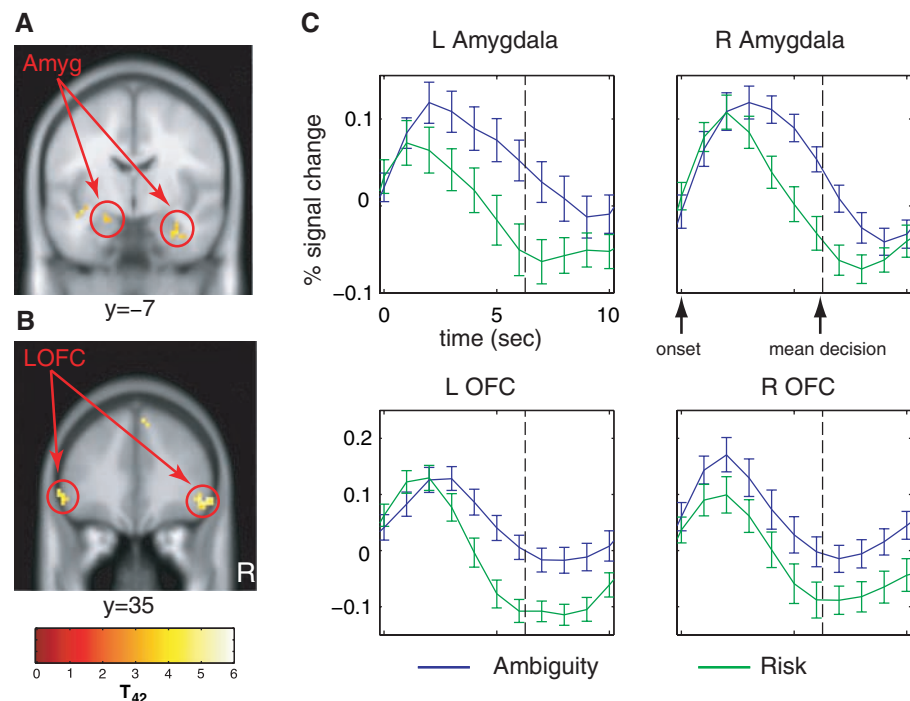 A
Amyg
y=−7
B
LOFC
R
y=35
0 1 2 3 4 5 6
T42
C
L Amygdala
R Amygdala
% signal change
0.1
0
−0.1
0 5 10
time (sec)
onset
mean decision
L OFC
R OFC
0.2
0.1
0
−0.1
Ambiguity
Risk